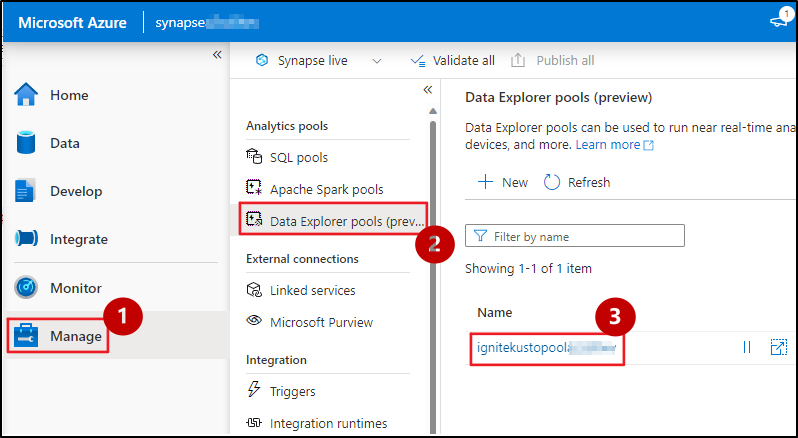 Microsoft Azure
synapse
1
Synapse live
Validate all
Publish all
Home
Data
Develop
Integrate
Monitor
Manage
1
Analytics pools
SQL pools
Apache Spark pools
Data Explorer pools (prev...
2
External connections
Linked services
Microsoft Purview
Integration
Triggers
Integration runtimes
Data Explorer pools (preview)
Data Explorer pools can be used to run near real-time ana
devices, and more. Learn more
New
Refresh
Filter by name
Showing 1-1 of 1 item
Name
3
ignitekustopool